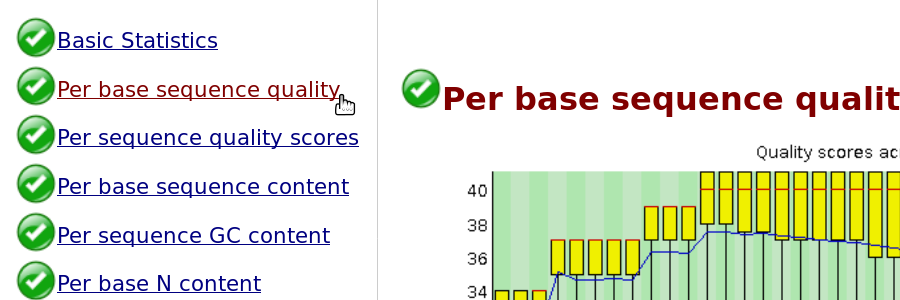 Basic Statistics
Per base sequence quality
Per sequence quality scores
Per base sequence content
Per sequence GC content
Per base N content
Per base sequence qualit
Quality scores ac
40
38
36
34